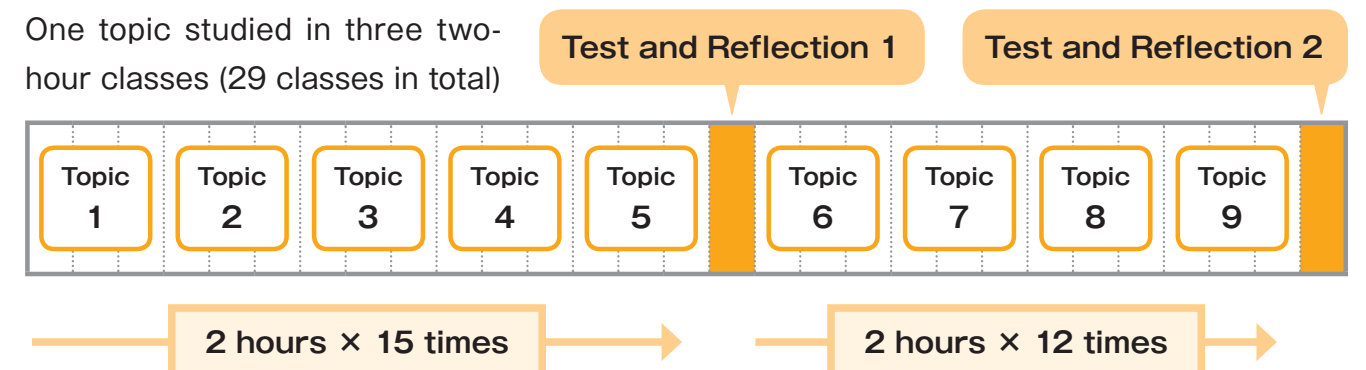 One topic studied in three two-
hour classes (29 classes in total)
Test and Reflection 1
Test and Reflection 2
Topic
1
Topic
2
Topic
3
Topic
4
Topic
5
Topic
6
Topic
7
Topic
8
Topic
9
2 hours × 15 times
2 hours × 12 times